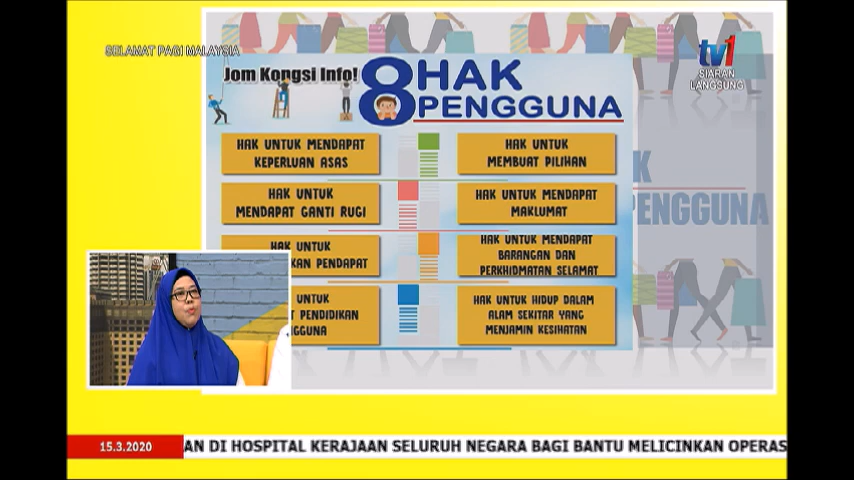 SELAMAT PAGI MALAYSIA
tv1
SIARAN
LANGSUNG
Jom Kongsi Info!
8 HAK
PENGGUNA
HAK UNTUK MENDAPAT
KEPERLUAN ASAS
HAK UNTUK
MEMBUAT PILIHAN
HAK UNTUK
MENDAPAT GANTI RUGI
HAK UNTUK MENDAPAT
MAKLUMAT
HAK UNTUK
KAN PENDAPAT
HAK UNTUK MENDAPAT
BARANGAN DAN
PERKHIDMATAN SELAMAT
UNTUK
PENDIDIKAN
GUNA
HAK UNTUK HIDUP DALAM
ALAM SEKITAR YANG
MENJAMIN KESIHATAN
K
PENGGUNA
15.3.2020
AN DI HOSPITAL KERAJAAN SELURUH NEGARA BAGI BANTU MELICINKAN OPERAS